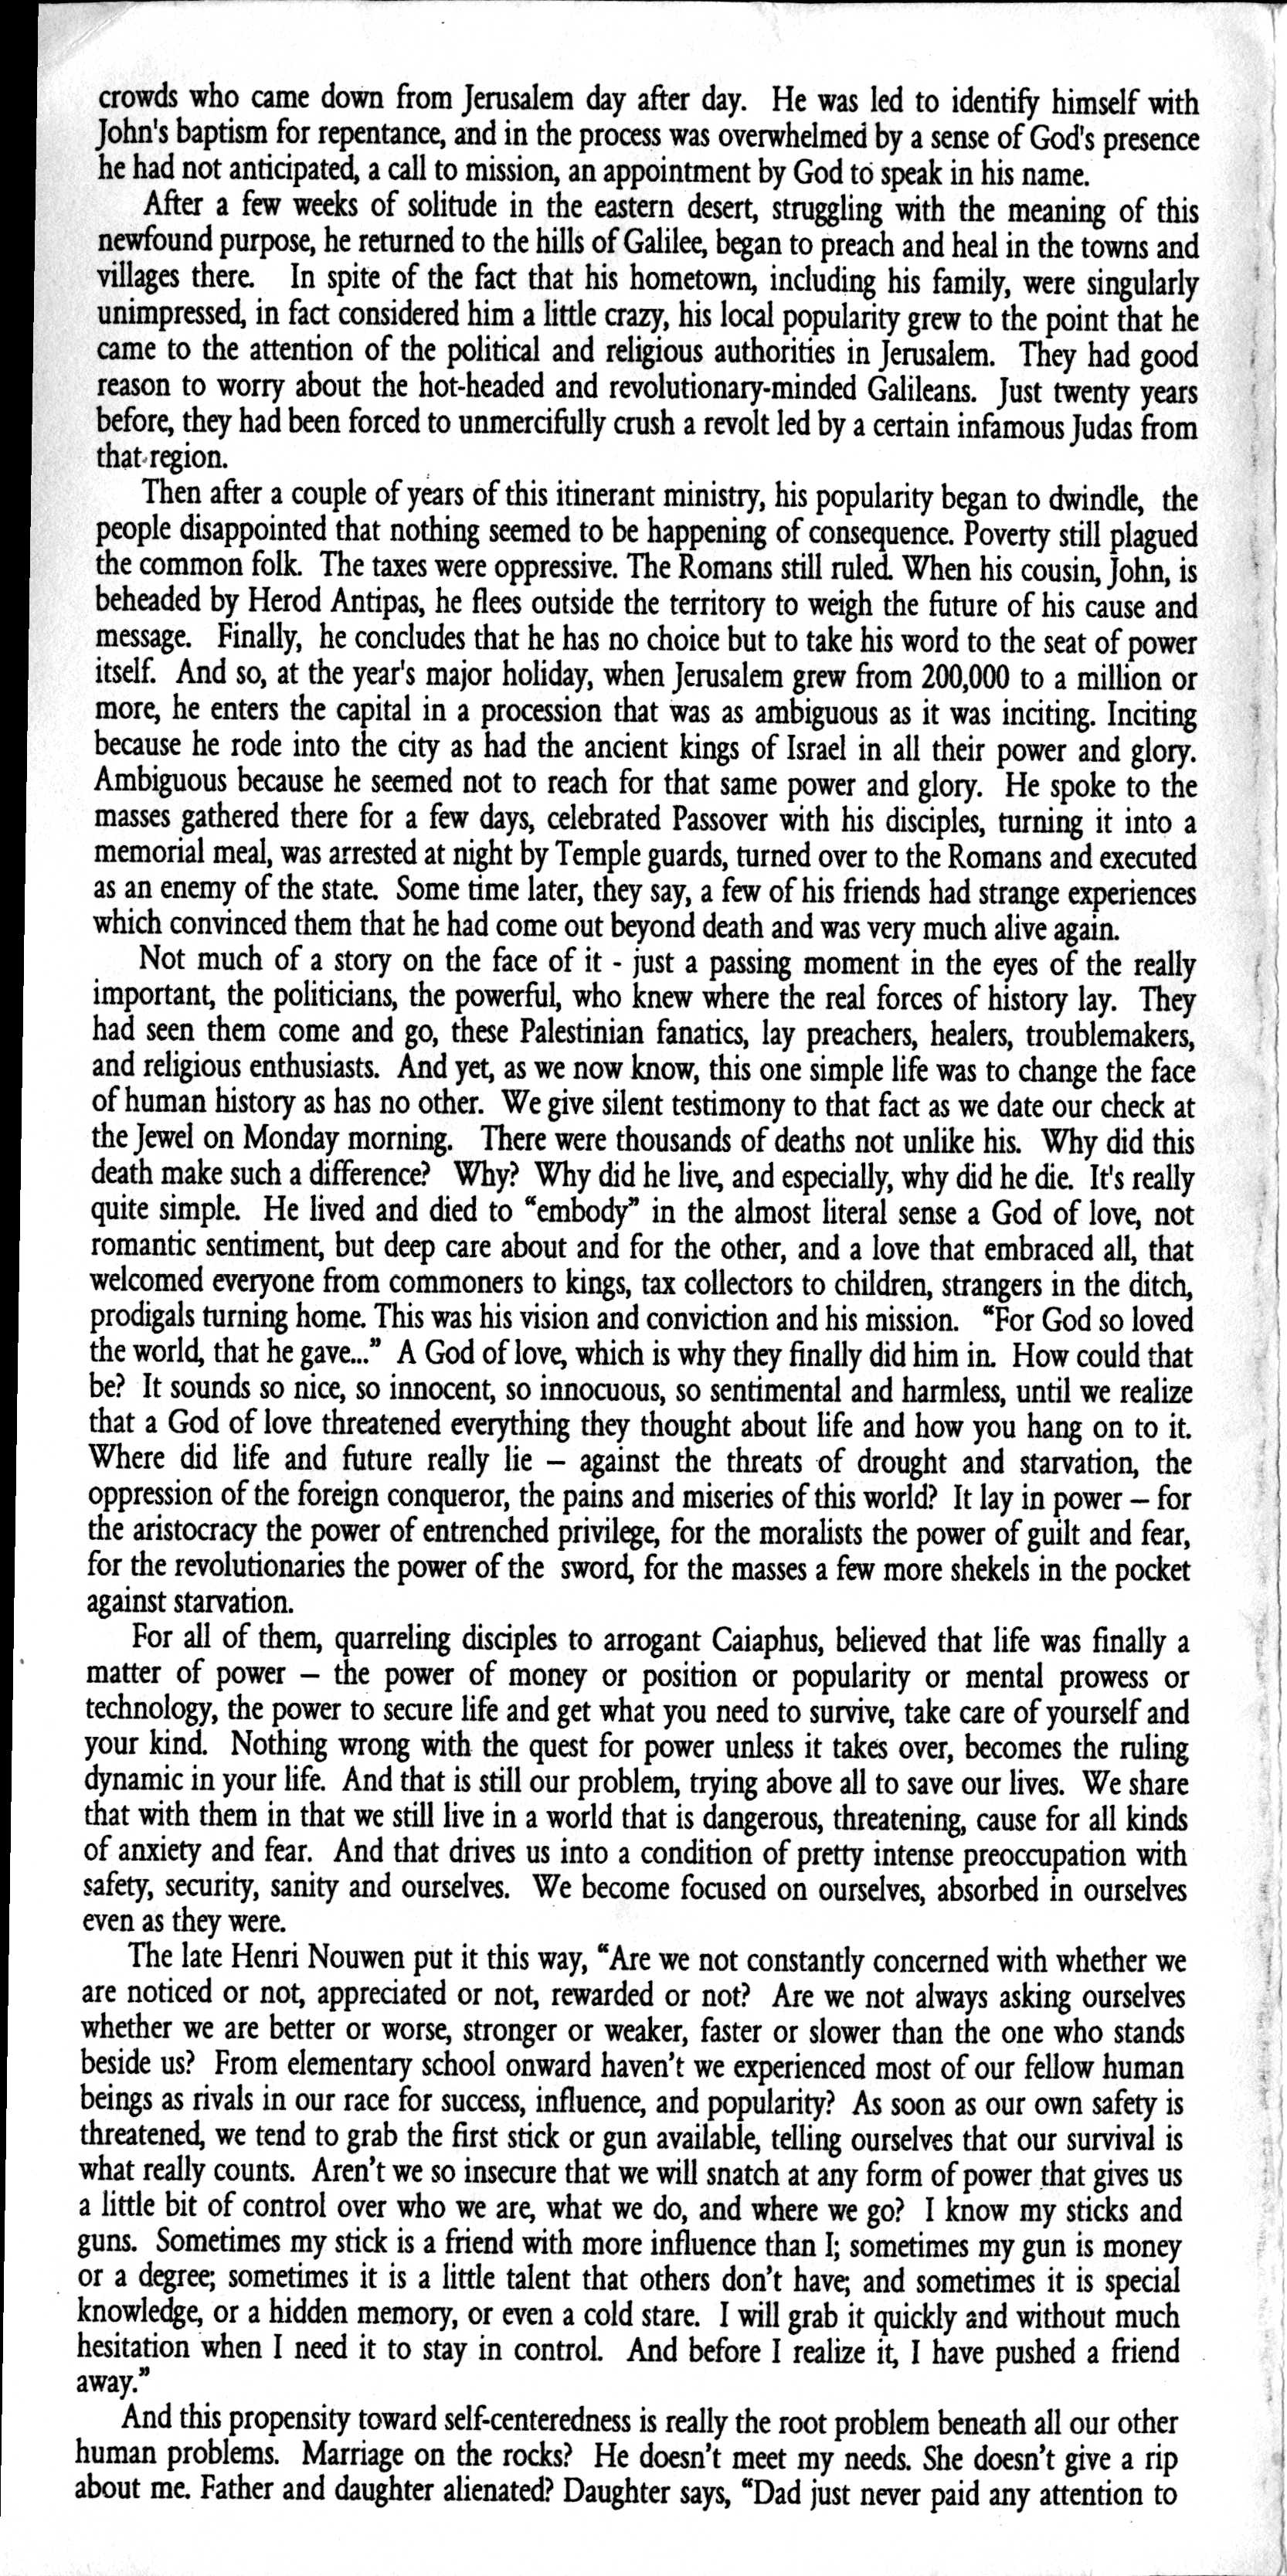 crowds who came down from Jerusalem day after day. He was led to identify himself with
John's baptism for repentance, and in the process was overwhelmed by a sense of God's presence
he had not anticipated, a call to mission, an appointment by God to speak in his name.
After a few weeks of solitude in the eastern desert, struggling with the meaning of this
newfound purpose, he returned to the hills of Galilee, began to preach and heal in the towns and
villages there. In spite of the fact that his hometown, including his family, were singularly
unimpressed, in fact considered him a little crazy, his local popularity grew to the point that he
came to the attention of the political and religious authorities in Jerusalem. They had good
reason to worry about the hot-headed and revolutionary-minded Galileans. Just twenty years
before, they had been forced to unmercifully crush a revolt led by a certain infamous Judas from
that region.
Then after a couple of years of this itinerant ministry, his popularity began to dwindle, the
people disappointed that nothing seemed to be happening of consequence. Poverty still plagued
the common folk. The taxes were oppressive. The Romans still ruled. When his cousin, John, is
beheaded by Herod Antipas, he flees outside the territory to weigh the future of his cause and
message. Finally, he concludes that he has no choice but to take his word to the seat of power
itself. And so, at the year's major holiday, when Jerusalem grew from 200,000 to a million or
more, he enters the capital in a procession that was as ambiguous as it was inciting. Inciting
because he rode into the city as had the ancient kings of Israel in all their power and glory.
Ambiguous because he seemed not to reach for that same power and glory. He spoke to the
masses gathered there for a few days, celebrated Passover with his disciples, turning it into a
memorial meal, was arrested at night by Temple guards, turned over to the Romans and executed
as an enemy of the state. Some time later, they say, a few of his friends had strange experiences
which convinced them that he had come out beyond death and was very much alive again.
Not much of a story on the face of it - just a passing moment in the eyes of the really
important, the politicians, the powerful, who knew where the real forces of history lay. They
had seen them come and go, these Palestinian fanatics, lay preachers, healers, troublemakers,
and religious enthusiasts. And yet, as we now know, this one simple life was to change the face
of human history as has no other. We give silent testimony to that fact as we date our check at
the Jewel on Monday morning. There were thousands of deaths not unlike his. Why did this
death make such a difference? Why? Why did he live, and especially, why did he die. It's really
quite simple. He lived and died to “embody” in the almost literal sense a God of love, not
romantic sentiment, but deep care about and for the other, and a love that embraced all, that
welcomed everyone from commoners to kings, tax collectors to children, strangers in the ditch,
prodigals turning home. This was his vision and conviction and his mission. “For God so loved
the world, that he gave...” A God of love, which is why they finally did him in. How could that
be? It sounds so nice, so innocent, so innocuous, so sentimental and harmless, until we realize
that a God of love threatened everything they thought about life and how you hang on to it.
Where did life and future really lie – against the threats of drought and starvation, the
oppression of the foreign conqueror, the pains and miseries of this world? It lay in power – for
the aristocracy the power of entrenched privilege, for the moralists the power of guilt and fear,
for the revolutionaries the power of the sword, for the masses a few more shekels in the pocket
against starvation.
For all of them, quarreling disciples to arrogant Caiaphus, believed that life was finally a
matter of power – the power of money or position or popularity or mental prowess or
technology, the power to secure life and get what you need to survive, take care of yourself and
your kind. Nothing wrong with the quest for power unless it takes over, becomes the ruling
dynamic in your life. And that is still our problem, trying above all to save our lives. We share
that with them in that we still live in a world that is dangerous, threatening, cause for all kinds
of anxiety and fear. And that drives us into a condition of pretty intense preoccupation with
safety, security, sanity and ourselves. We become focused on ourselves, absorbed in ourselves
even as they were.
The late Henri Nouwen put it this way, “Are we not constantly concerned with whether we
are noticed or not, appreciated or not, rewarded or not? Are we not always asking ourselves
whether we are better or worse, stronger or weaker, faster or slower than the one who stands
beside us? From elementary school onward haven’t we experienced most of our fellow human
beings as rivals in our race for success, influence, and popularity? As soon as our own safety is
threatened, we tend to grab the first stick or gun available, telling ourselves that our survival is
what really counts. Aren’t we so insecure that we will snatch at any form of power that gives us
a little bit of control over who we are, what we do, and where we go? I know my sticks and
guns. Sometimes my stick is a friend with more influence than I; sometimes my gun is money
or a degree; sometimes it is a little talent that others don’t have; and sometimes it is special
knowledge, or a hidden memory, or even a cold stare. I will grab it quickly and without much
hesitation when I need it to stay in control. And before I realize it, I have pushed a friend
away.”
And this propensity toward self-centeredness is really the root problem beneath all our other
human problems. Marriage on the rocks? He doesn’t meet my needs. She doesn’t give a rip
about me. Father and daughter alienated? Daughter says, “Dad just never paid any attention to